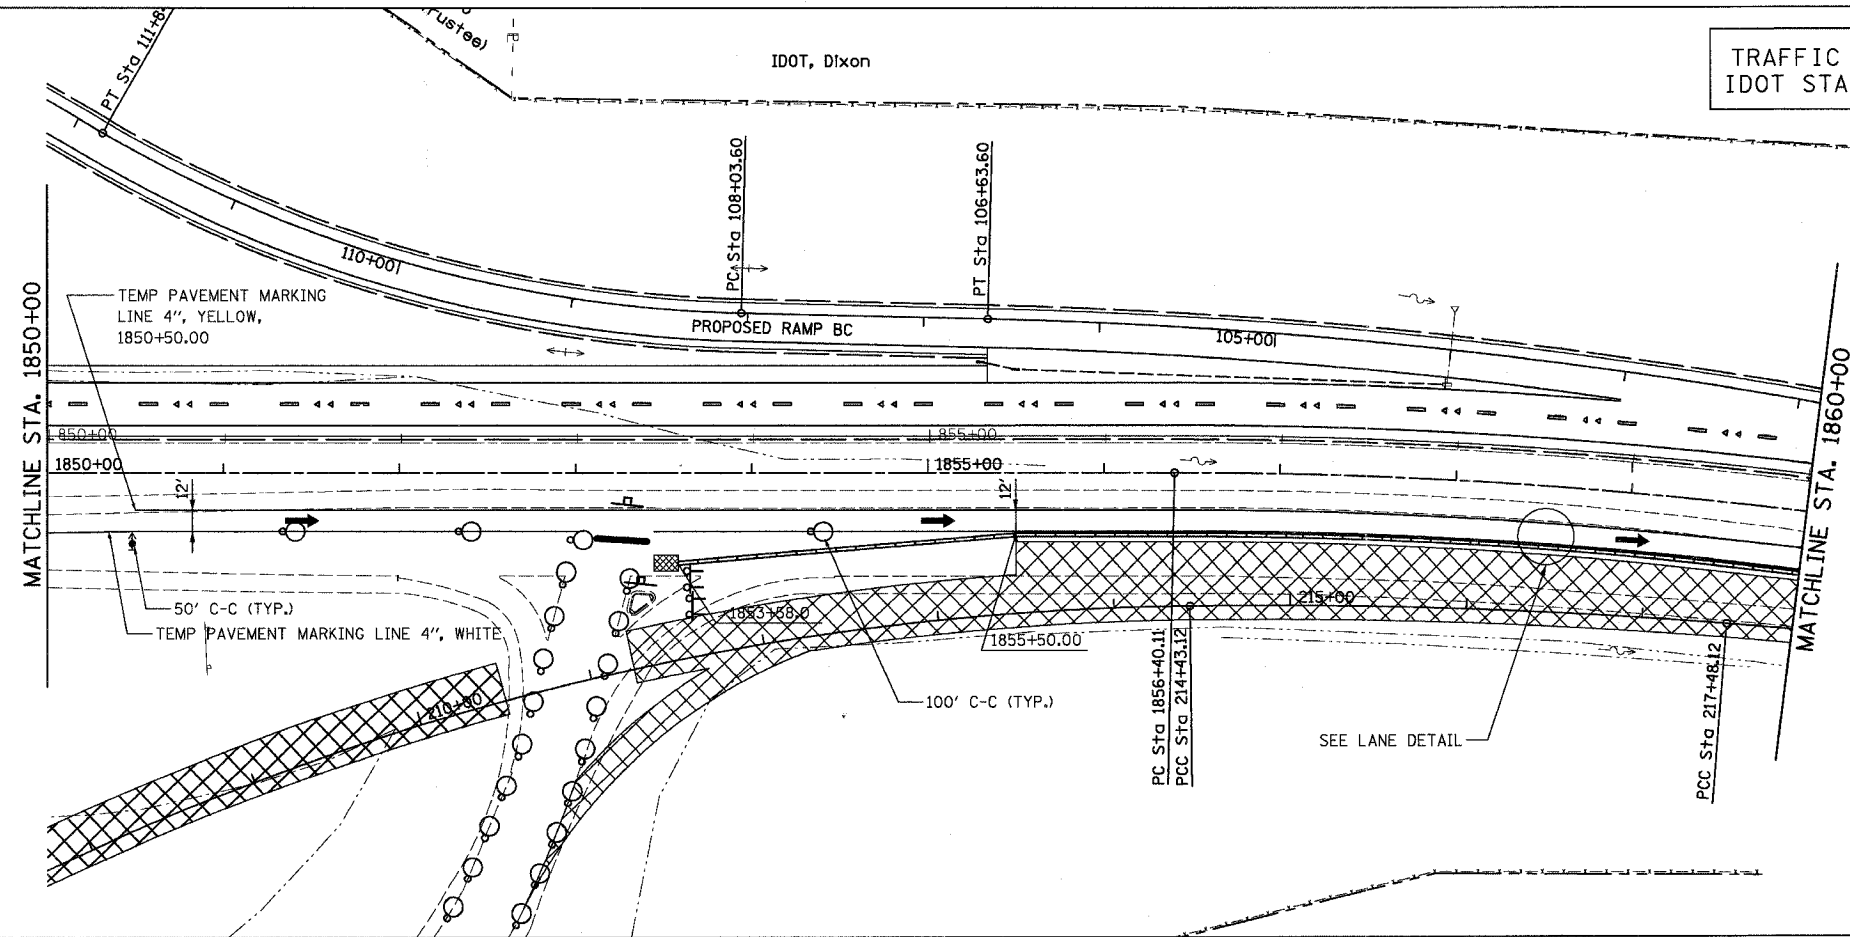 PT Sta 111+8
rustee)
IDOT, Dixon
TRAFFIC
IDOT STA
PC Sta 108+03.60
PT Sta 106+63.60
110+00
TEMP PAVEMENT MARKING
LINE 4", YELLOW,
1850+50.00
PROPOSED RAMP BC
105+00
MATCHLINE STA. 1850+00
MATCHLINE STA. 1860+00
850+00
855+00
1850+00
1855+00
12'
12'
50' C-C (TYP.)
TEMP PAVEMENT MARKING LINE 4", WHITE
1853+58.0
215+00
1855+50.00
210+00
100' C-C (TYP.)
PC Sta 1856+40.11
PCC Sta 214+43.12
SEE LANE DETAIL
PCC Sta 217+48.12
P
P